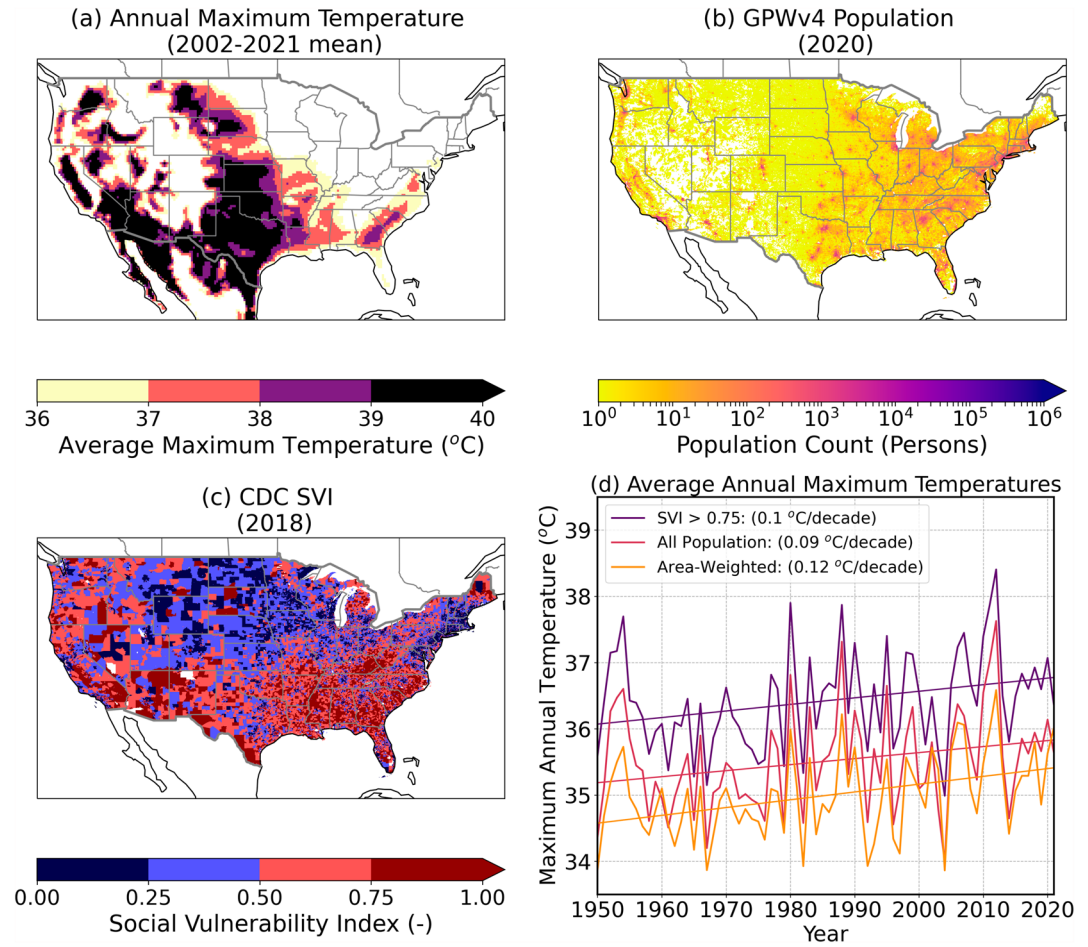 (a) Annual Maximum Temperature
(2002-2021 mean)
36 37 38 39 40
Average Maximum Temperature (°C)
(b) GPWv4 Population
(2020)
10⁰ 10¹ 10² 10³ 10⁴ 10⁵ 10⁶
Population Count (Persons)
(c) CDC SVI
(2018)
0.00 0.25 0.50 0.75 1.00
Social Vulnerability Index (-)
(d) Average Annual Maximum Temperatures
SVI > 0.75: (0.1 °C/decade)
All Population: (0.09 °C/decade)
Area-Weighted: (0.12 °C/decade)
Maximum Annual Temperature (°C)
39
38
37
36
35
34
1950 1960 1970 1980 1990 2000 2010 2020
Year